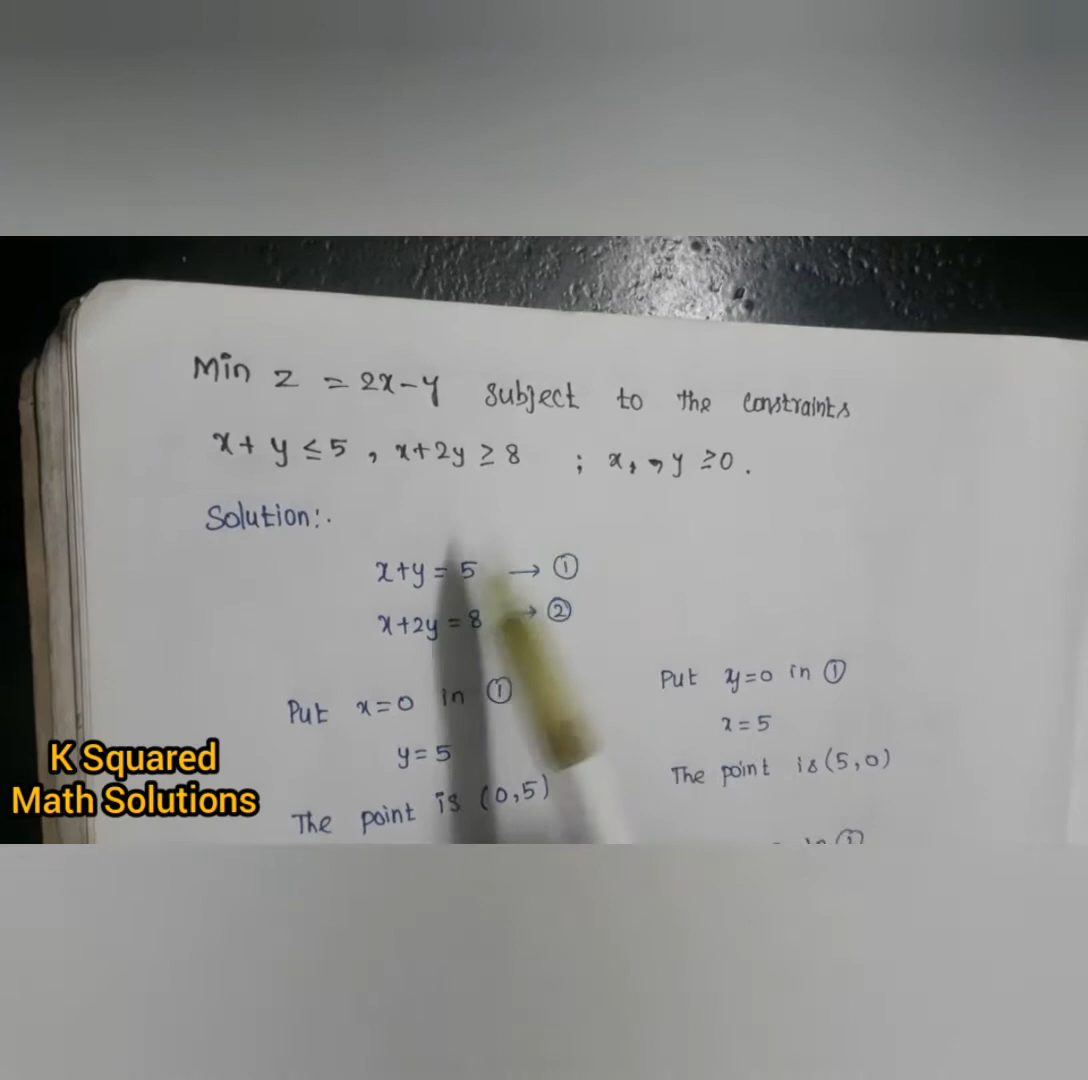 Min z = 2x-y subject to the constraints
x+y ≤ 5 , x+2y ≥ 8 ; x, , y ≥ 0 .
Solution:.
x+y = 5 → ①
x+2y = 8 → ②
Put x=0 in ①
y=5
The point is (0,5)
Put y=0 in ①
x=5
The point is (5,0)
in ①
K Squared
Math Solutions